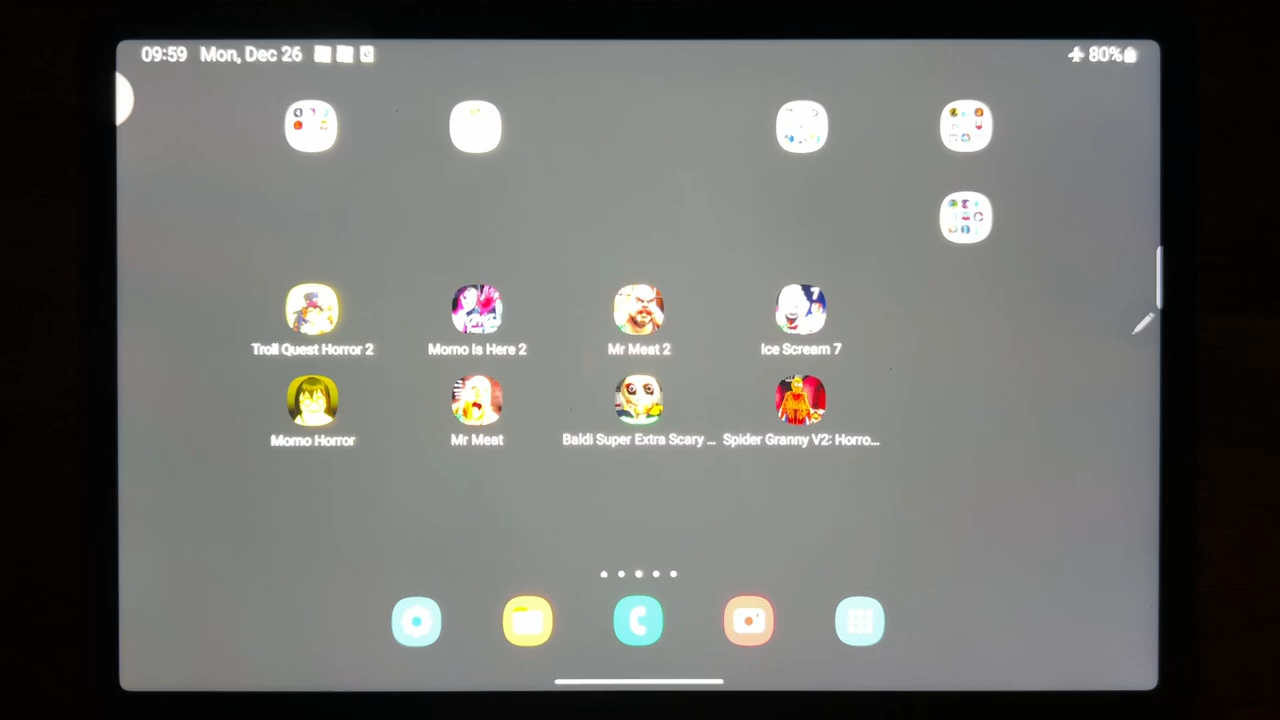 09:59 Mon, Dec 26 80%
Troll Quest Horror 2 Momo Is Here 2 Mr Meat 2 Ice Scream 7
Momo Horror Mr Meat Baldi Super Extra Scary ... Spider Granny V2: Horro...